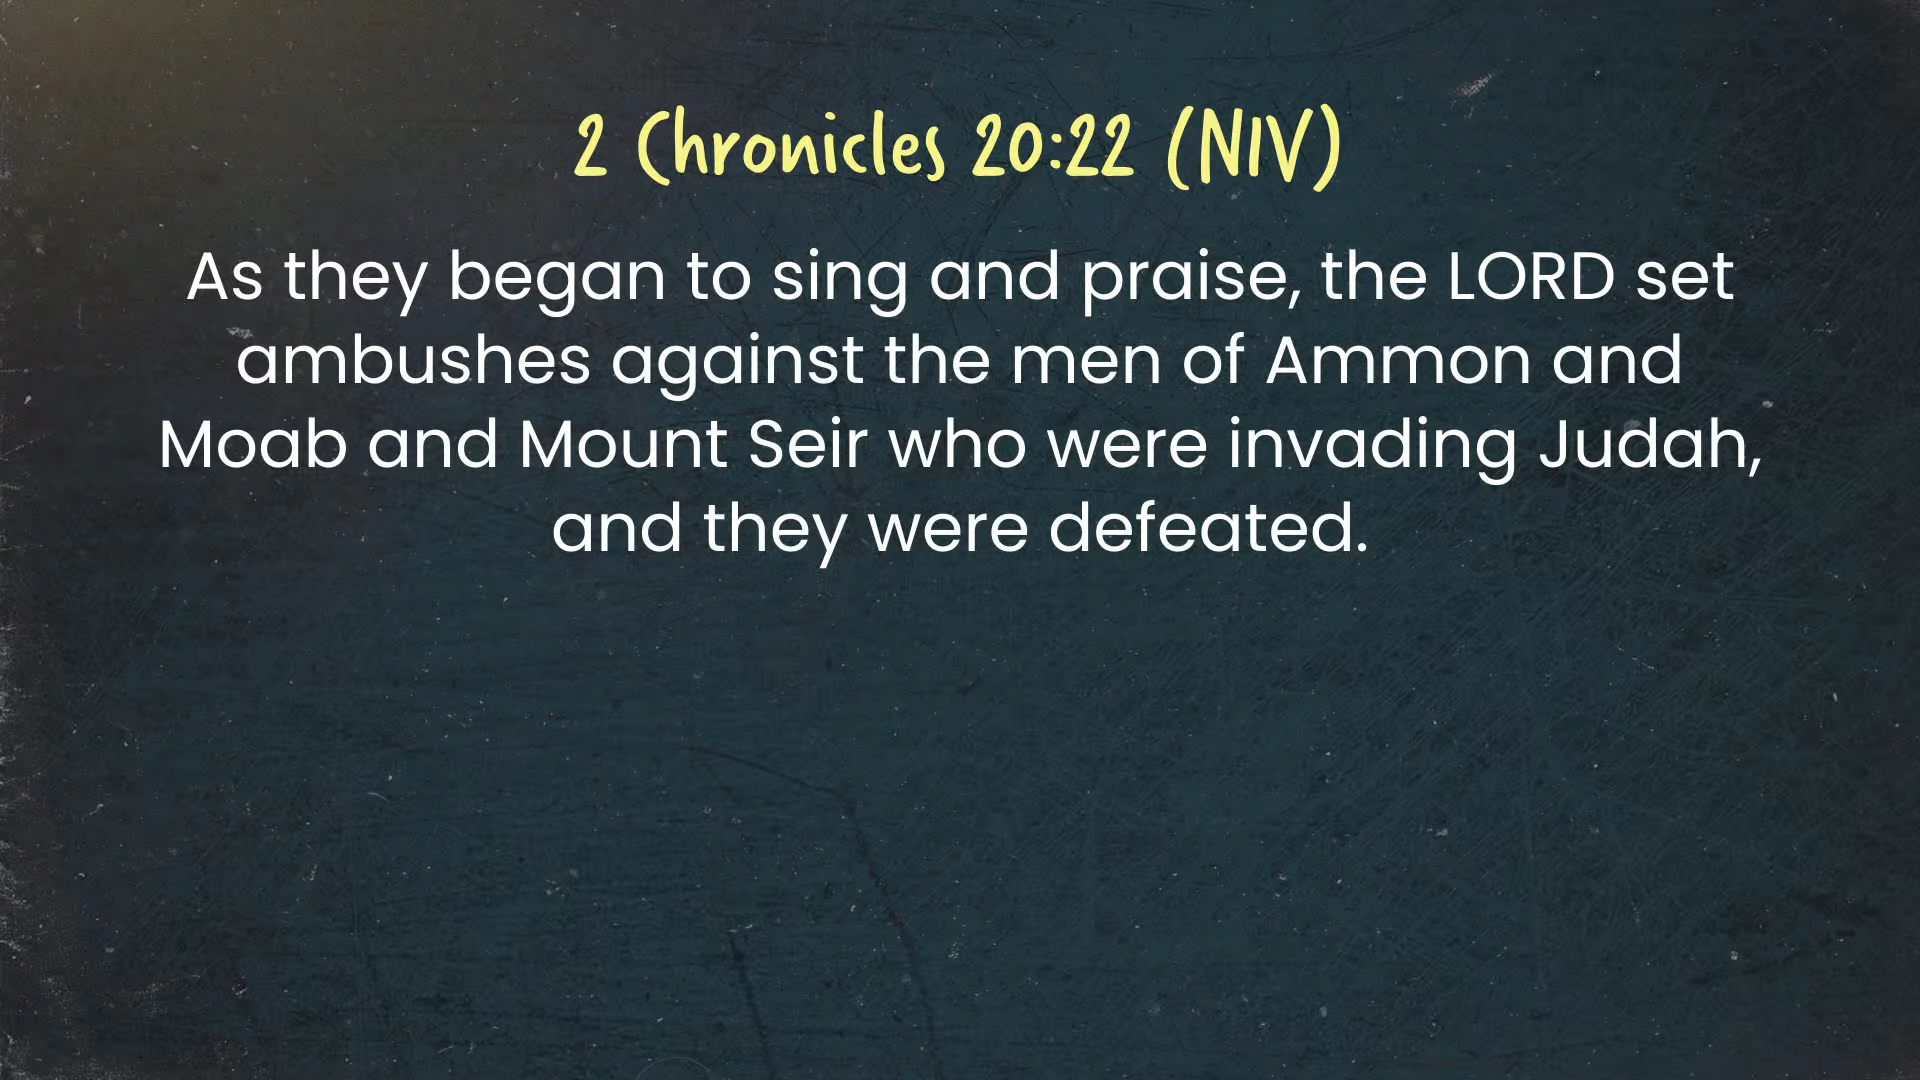 2 Chronicles 20:22 (NIV)
As they began to sing and praise, the LORD set
ambushes against the men of Ammon and
Moab and Mount Seir who were invading Judah,
and they were defeated.